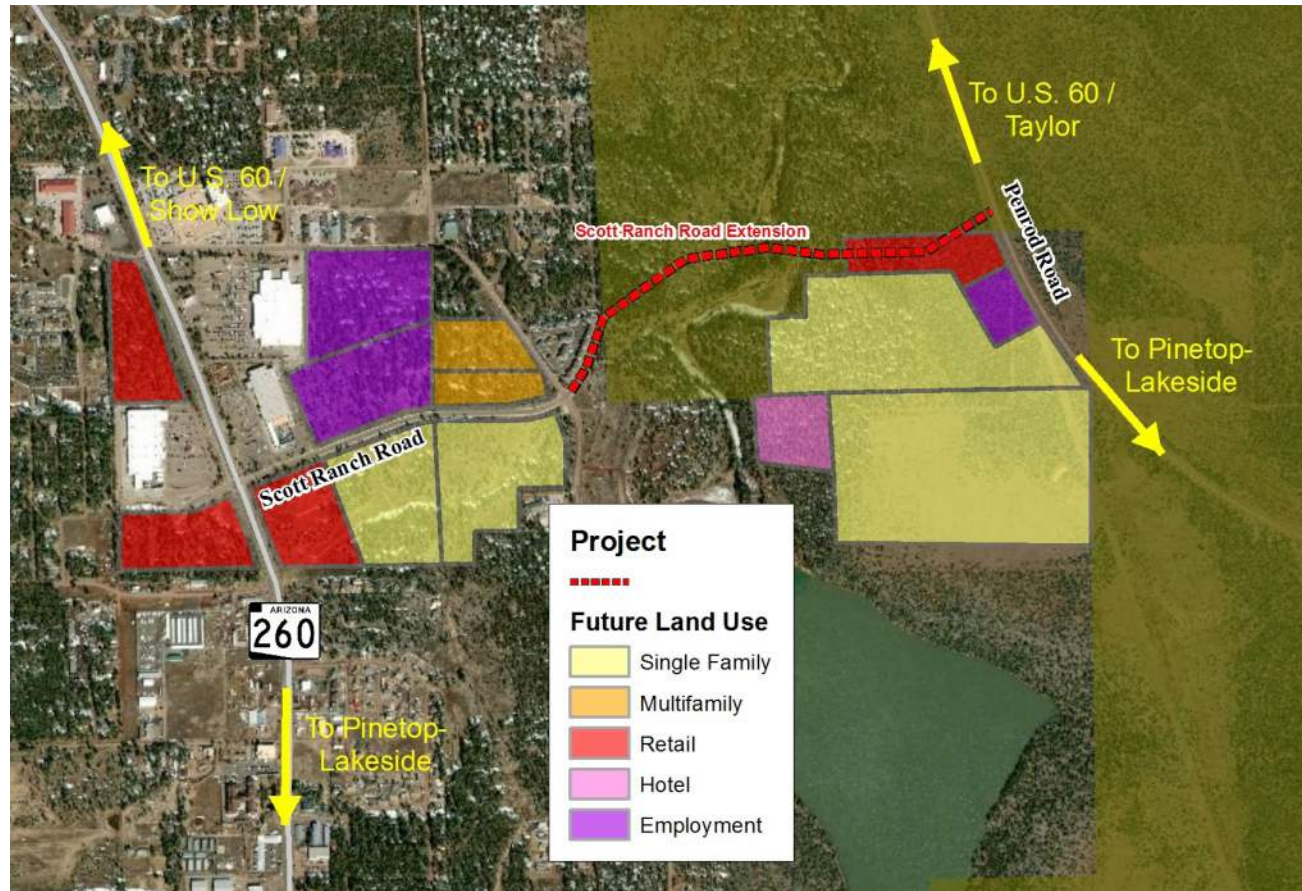 To U.S. 60 /
Show Low
To U.S. 60 /
Taylor
Scott Ranch Road Extension
Penrod Road
To Pinetop-
Lakeside
Scott Ranch Road
ARIZONA
260
To Pinetop-
Lakeside
Project
Future Land Use
Single Family
Multifamily
Retail
Hotel
Employment